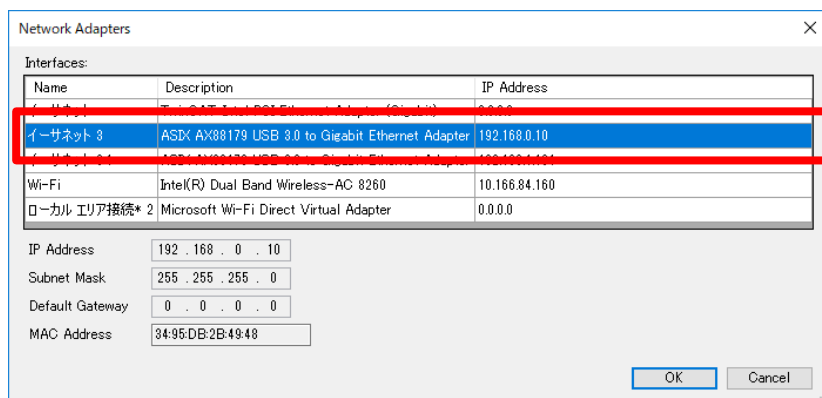 Network Adapters
Interfaces:
Name Description IP Address
イーサネット 3 ASIX AX88179 USB 3.0 to Gigabit Ethernet Adapter 192.168.0.10
Wi-Fi Intel(R) Dual Band Wireless-AC 8260 10.166.84.160
ローカル エリア接続* 2 Microsoft Wi-Fi Direct Virtual Adapter 0.0.0.0
IP Address 192 . 168 . 0 . 10
Subnet Mask 255 . 255 . 255 . 0
Default Gateway 0 . 0 . 0 . 0
MAC Address 34:95:DB:2B:49:48
OK Cancel